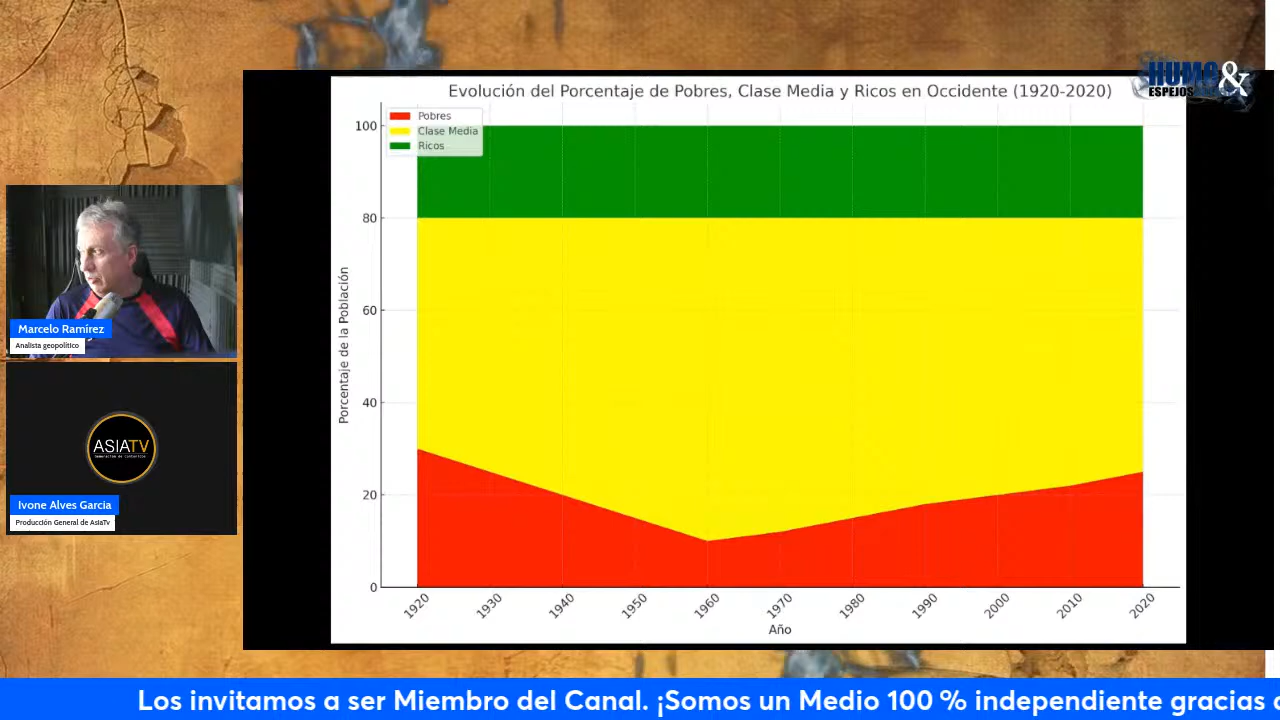 Evolución del Porcentaje de Pobres, Clase Media y Ricos en Occidente (1920-2020)
HUMO &
ESPEJOS
Pobres
Clase Media
Ricos
100
80
60
40
20
0
Porcentaje de la Población
1920
1930
1940
1950
1960
1970
1980
1990
2000
2010
2020
Año
Marcelo Ramírez
Analista geopolítico
ASIATV
Generación de Contenidos
Ivone Alves Garcia
Producción General de AsiaTv
Los invitamos a ser Miembro del Canal. ¡Somos un Medio 100 % independiente gracias